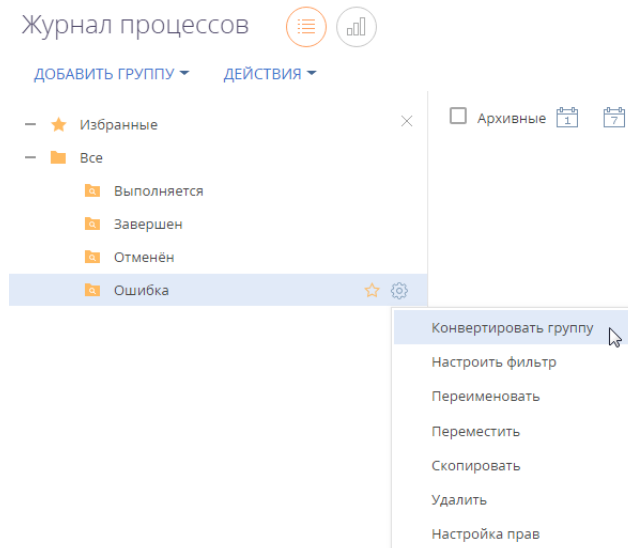 Журнал процессов
ДОБАВИТЬ ГРУППУ ДЕЙСТВИЯ
Избранные
Архивные 1 7
Все
Выполняется
Завершен
Отменён
Ошибка
Конвертировать группу
Настроить фильтр
Переименовать
Переместить
Скопировать
Удалить
Настройка прав